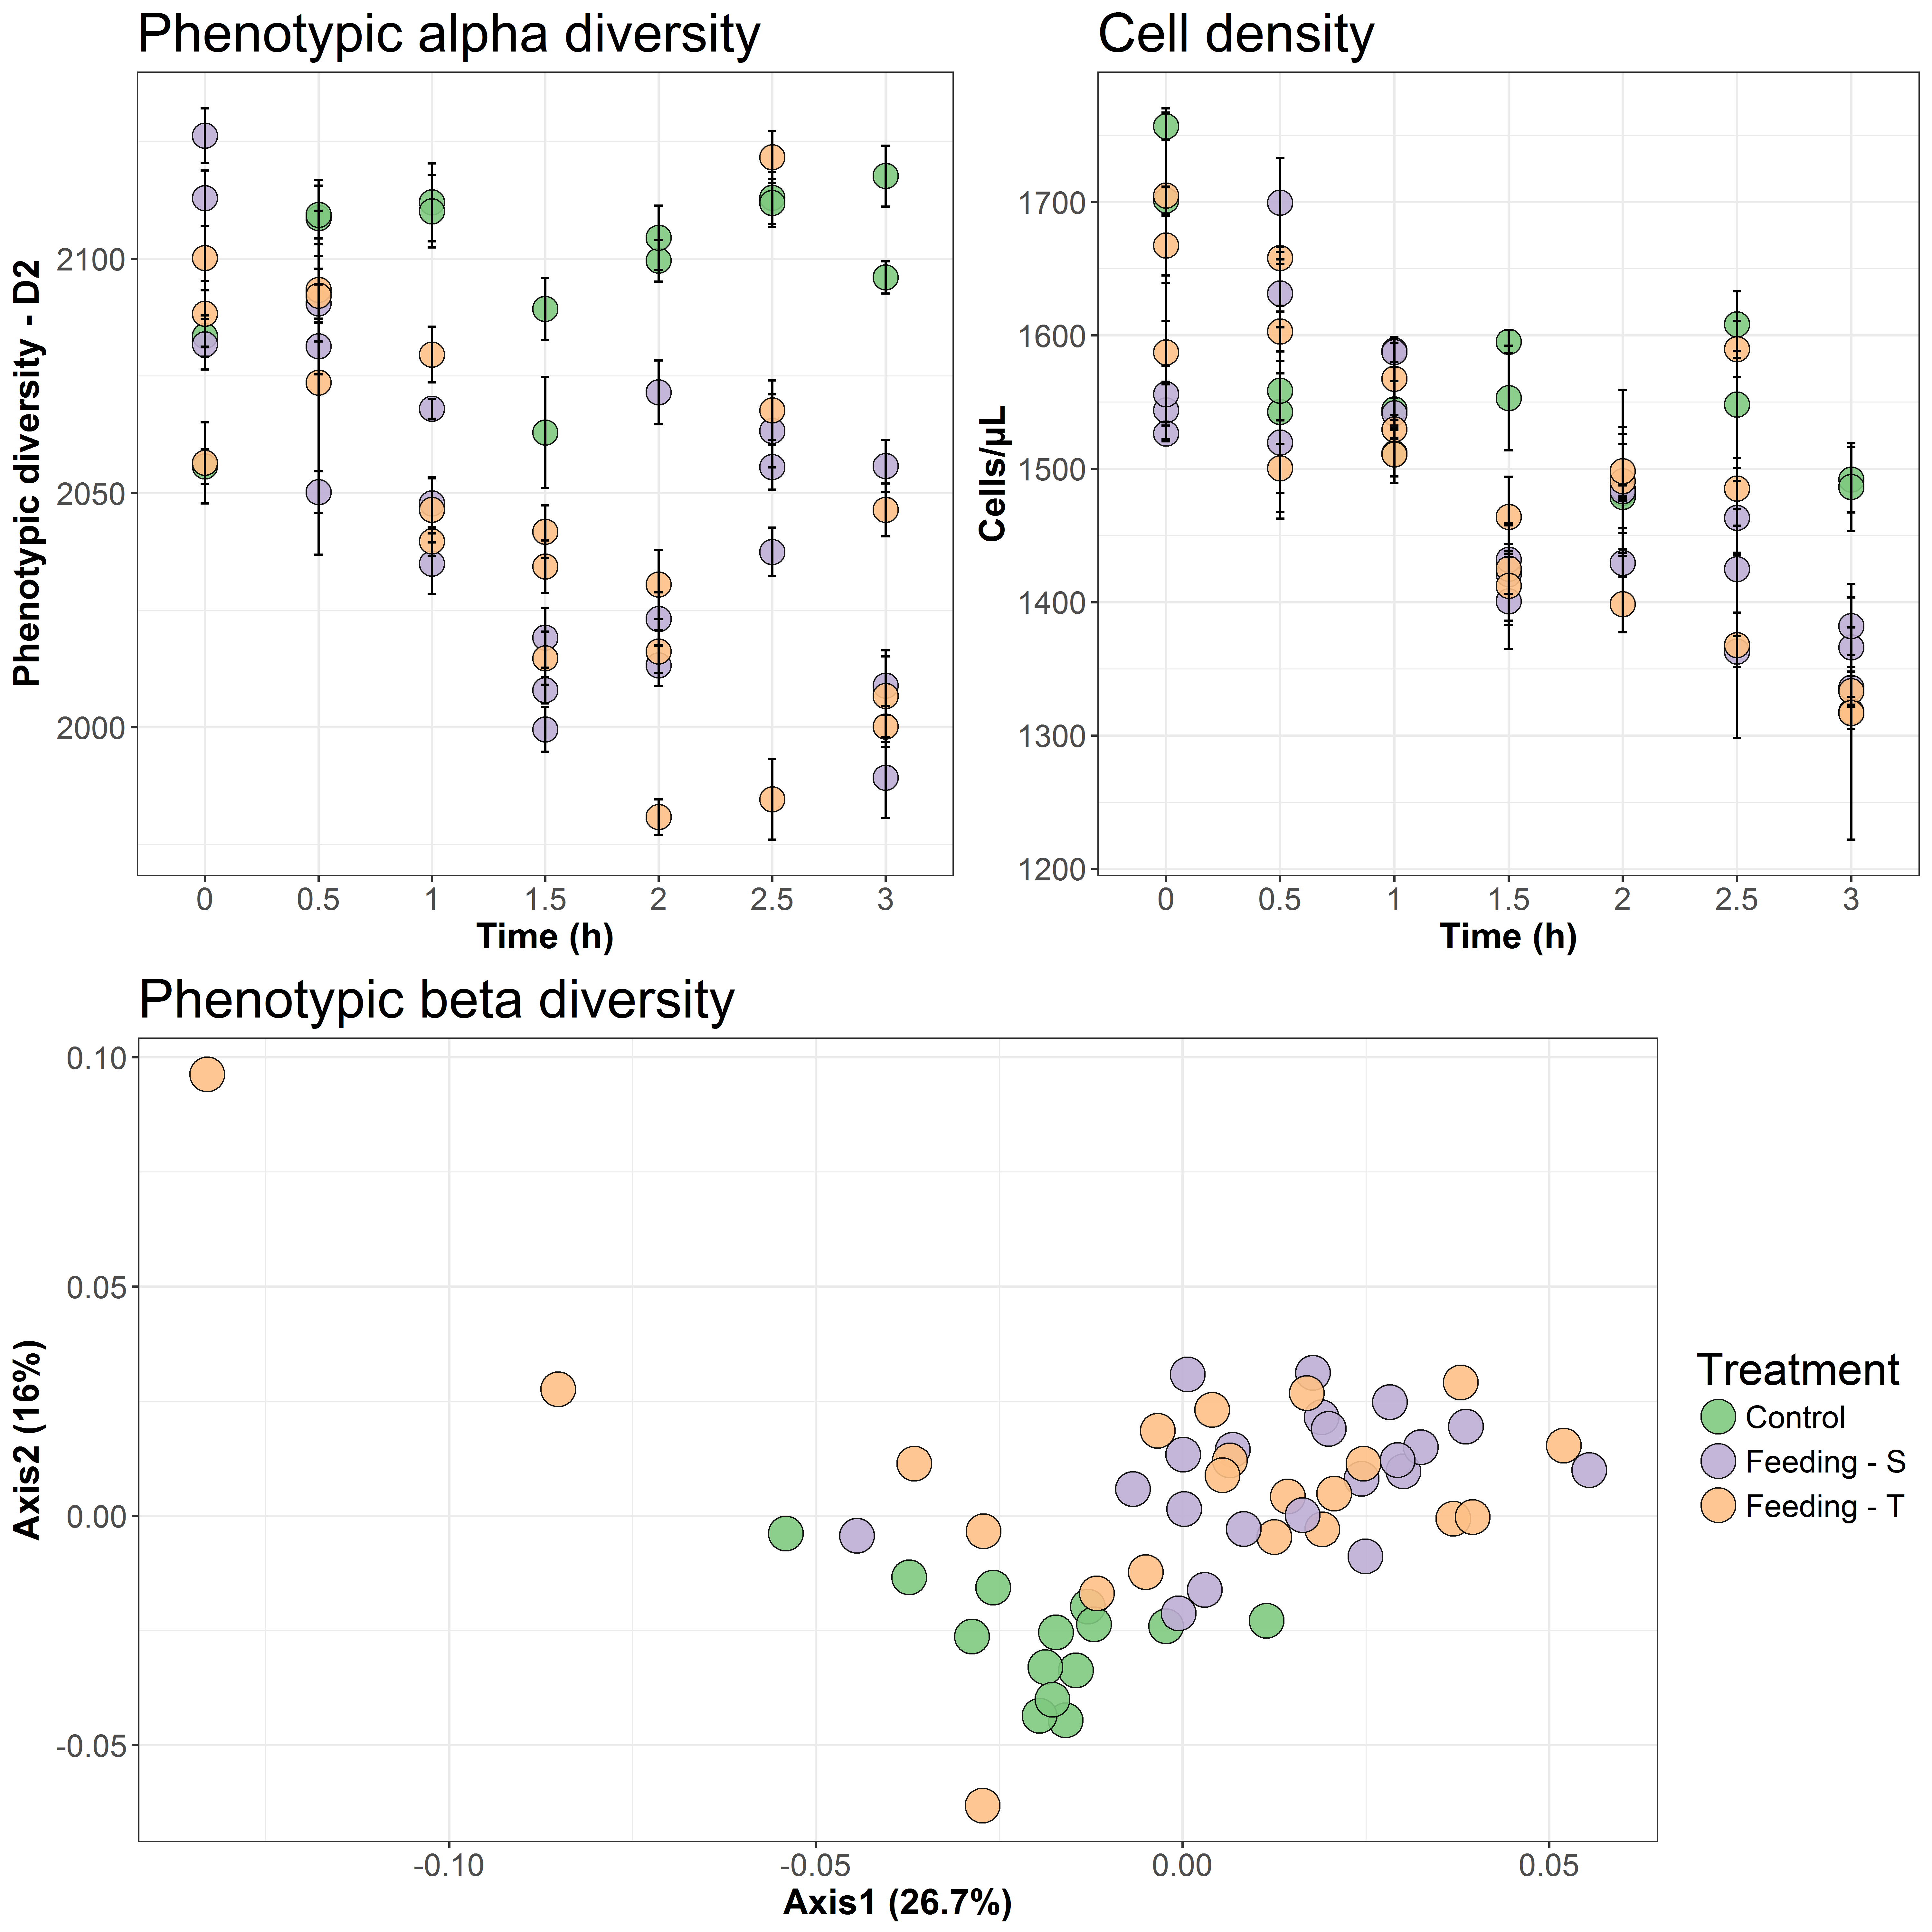 Phenotypic alpha diversity
Phenotypic diversity - D2
2100
2050
2000
0 0.5 1 1.5 2 2.5 3
Time (h)
Cell density
Cells/μL
1700
1600
1500
1400
1300
1200
0 0.5 1 1.5 2 2.5 3
Time (h)
Phenotypic beta diversity
Axis2 (16%)
0.10
0.05
0.00
-0.05
-0.10 -0.05 0.00 0.05
Axis1 (26.7%)
Treatment
Control
Feeding - S
Feeding - T